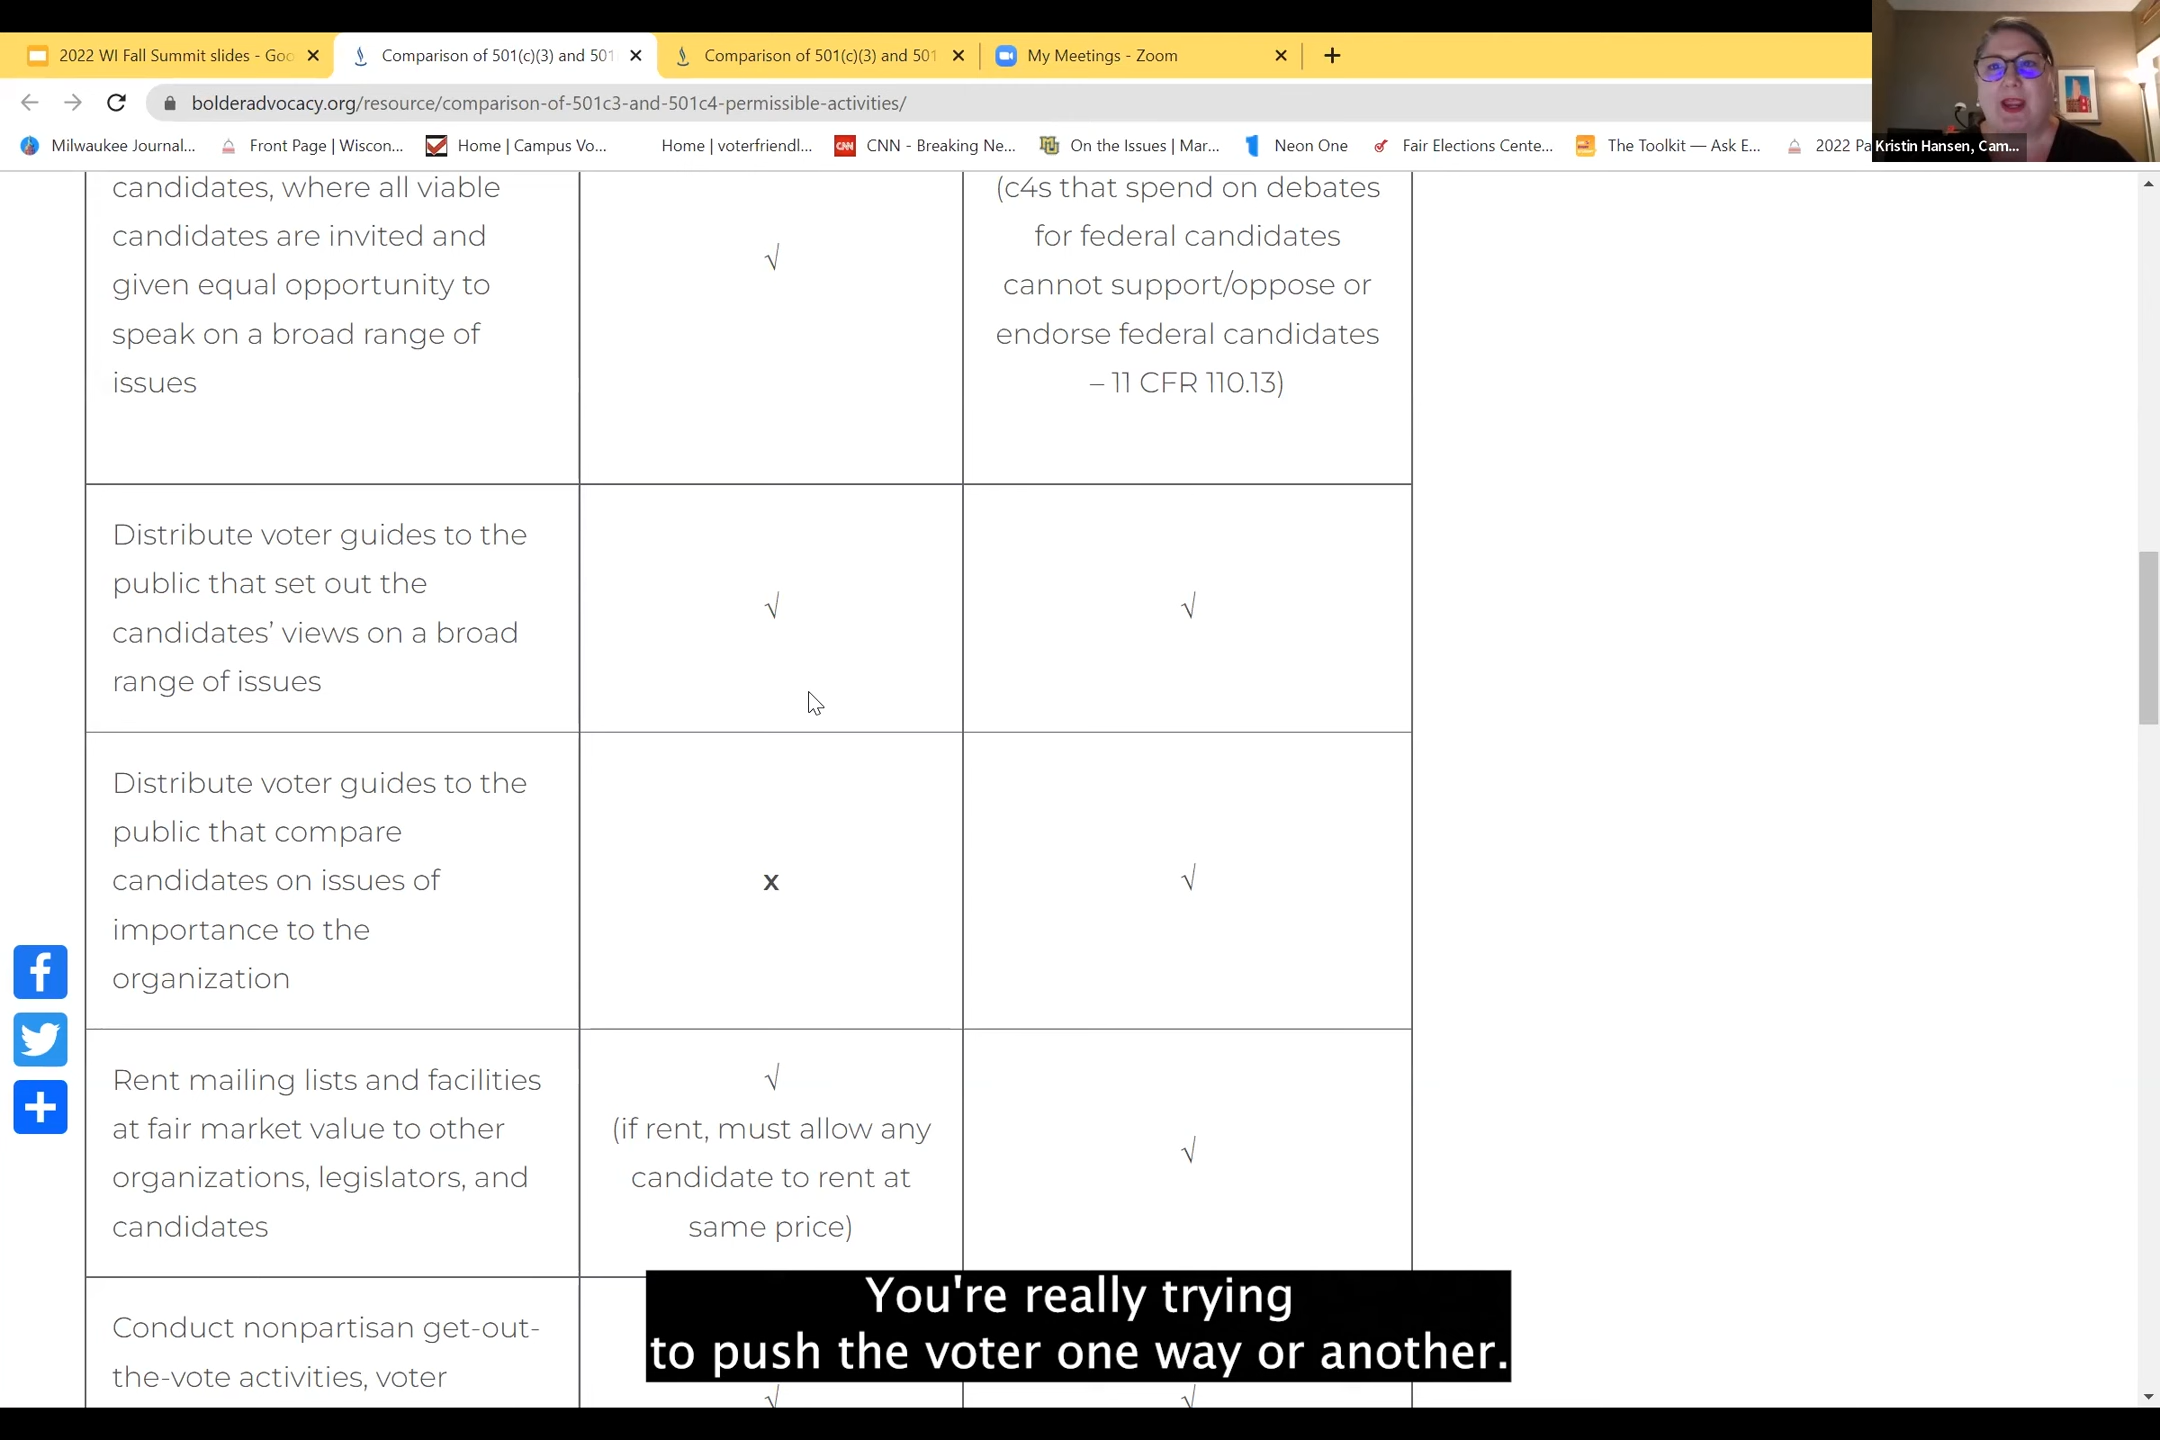 2022 WI Fall Summit slides - Goo
Comparison of 501(c)(3) and 501
Comparison of 501(c)(3) and 501
My Meetings - Zoom
bolderadvocacy.org/resource/comparison-of-501c3-and-501c4-permissible-activities/
Milwaukee Journal...
Front Page | Wiscon...
Home | Campus Vo...
Home | voterfriendl...
CNN - Breaking Ne...
On the Issues | Mar...
Neon One
Fair Elections Cente...
The Toolkit — Ask E...
2022 Pa
Kristin Hansen, Cam...
candidates, where all viable
candidates are invited and
given equal opportunity to
speak on a broad range of
issues
√
(c4s that spend on debates
for federal candidates
cannot support/oppose or
endorse federal candidates
– 11 CFR 110.13)
Distribute voter guides to the
public that set out the
candidates’ views on a broad
range of issues
√
√
Distribute voter guides to the
public that compare
candidates on issues of
importance to the
organization
x
√
Rent mailing lists and facilities
at fair market value to other
organizations, legislators, and
candidates
√
(if rent, must allow any
candidate to rent at
same price)
√
Conduct nonpartisan get-out-
the-vote activities, voter
√
√
You're really trying
to push the voter one way or another.